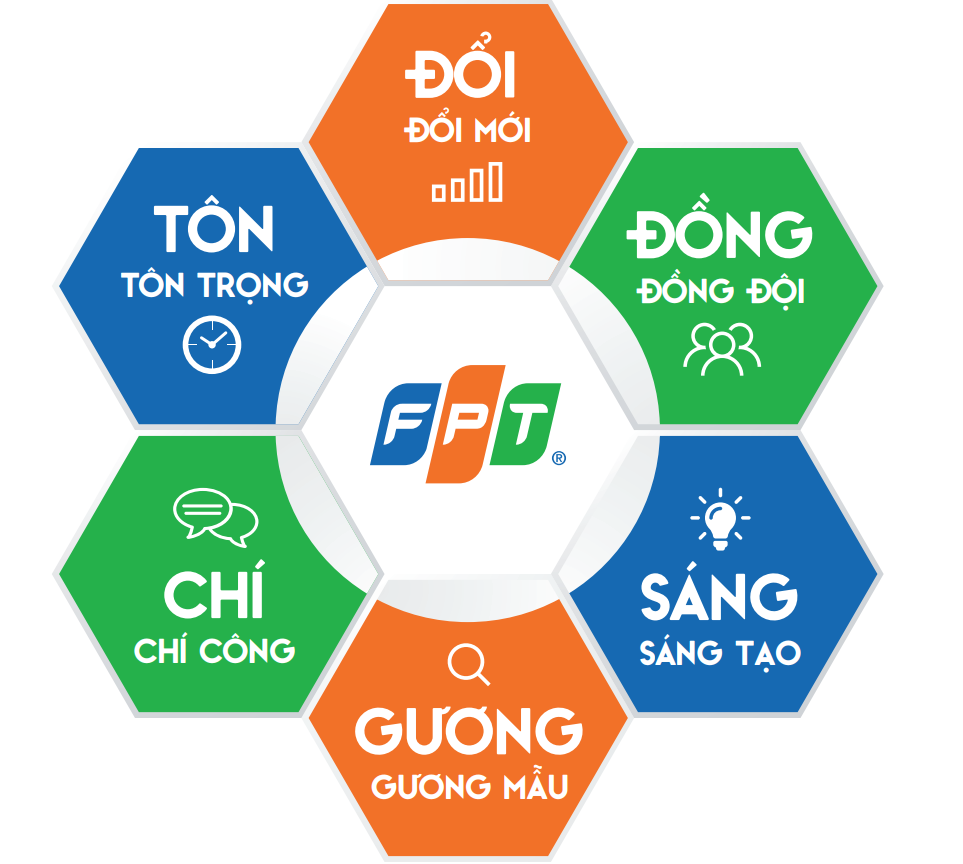 TÔN
TÔN TRỌNG
ĐỔI
ĐỔI MỚI
ĐỒNG
ĐỒNG ĐỘI
FPT®
CHÍ
CHÍ CÔNG
GƯƠNG
GƯƠNG MẪU
SÁNG
SÁNG TẠO